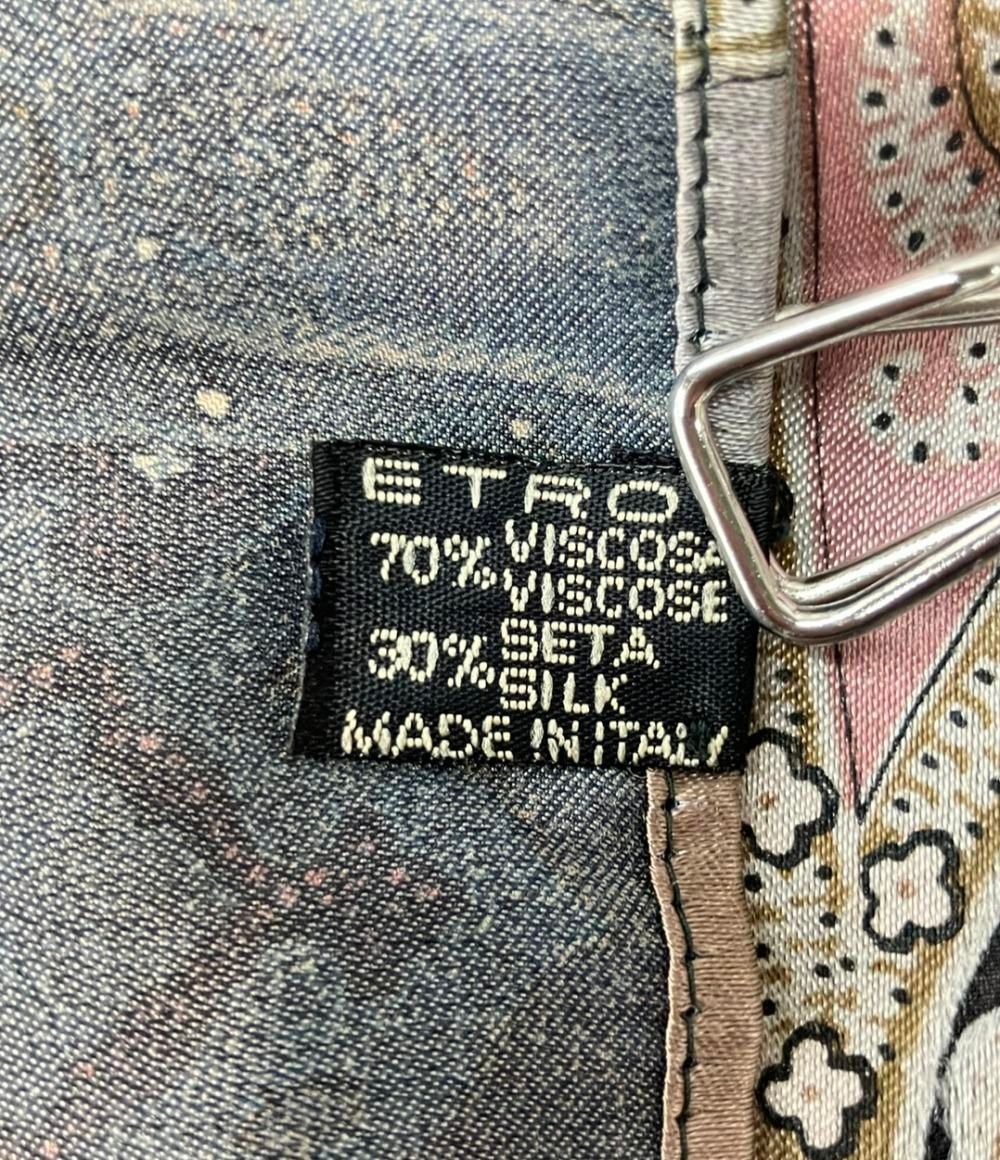 ETRO
70% VISCOSA
VISCOSE
30% SETA
SILK
MADE IN ITALY